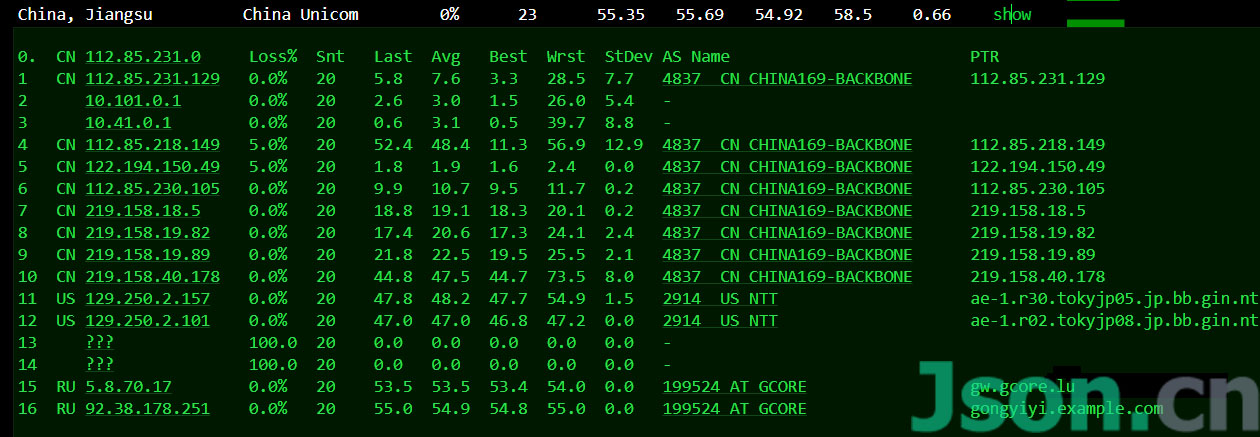 China, Jiangsu China Unicom 0% 23 55.35 55.69 54.92 58.5 0.66 show
0. CN 112.85.231.0 Loss% Snt Last Avg Best Wrst StDev AS Name PTR
1 CN 112.85.231.129 0.0% 20 5.8 7.6 3.3 28.5 7.7 4837 CN CHINA169-BACKBONE 112.85.231.129
2 10.101.0.1 0.0% 20 2.6 3.0 1.5 26.0 5.4 -
3 10.41.0.1 0.0% 20 0.6 3.1 0.5 39.7 8.8 -
4 CN 112.85.218.149 5.0% 20 52.4 48.4 11.3 56.9 12.9 4837 CN CHINA169-BACKBONE 112.85.218.149
5 CN 122.194.150.49 5.0% 20 1.8 1.9 1.6 2.4 0.0 4837 CN CHINA169-BACKBONE 122.194.150.49
6 CN 112.85.230.105 0.0% 20 9.9 10.7 9.5 11.7 0.2 4837 CN CHINA169-BACKBONE 112.85.230.105
7 CN 219.158.18.5 0.0% 20 18.8 19.1 18.3 20.1 0.2 4837 CN CHINA169-BACKBONE 219.158.18.5
8 CN 219.158.19.82 0.0% 20 17.4 20.6 17.3 24.1 2.4 4837 CN CHINA169-BACKBONE 219.158.19.82
9 CN 219.158.19.89 0.0% 20 21.8 22.5 19.5 25.5 2.1 4837 CN CHINA169-BACKBONE 219.158.19.89
10 CN 219.158.40.178 0.0% 20 44.8 47.5 44.7 73.5 8.0 4837 CN CHINA169-BACKBONE 219.158.40.178
11 US 129.250.2.157 0.0% 20 47.8 48.2 47.7 54.9 1.5 2914 US NTT ae-1.r30.tokyjp05.jp.bb.gin.nt
12 US 129.250.2.101 0.0% 20 47.0 47.0 46.8 47.2 0.0 2914 US NTT ae-1.r02.tokyjp08.jp.bb.gin.nt
13 ??? 100.0 20 0.0 0.0 0.0 0.0 0.0 -
14 ??? 100.0 20 0.0 0.0 0.0 0.0 0.0 -
15 RU 5.8.70.17 0.0% 20 53.5 53.5 53.4 54.0 0.0 199524 AT GCORE gw.gcore.lu
16 RU 92.38.178.251 0.0% 20 55.0 54.9 54.8 55.0 0.0 199524 AT GCORE gongyiyi.example.com
Json.cn